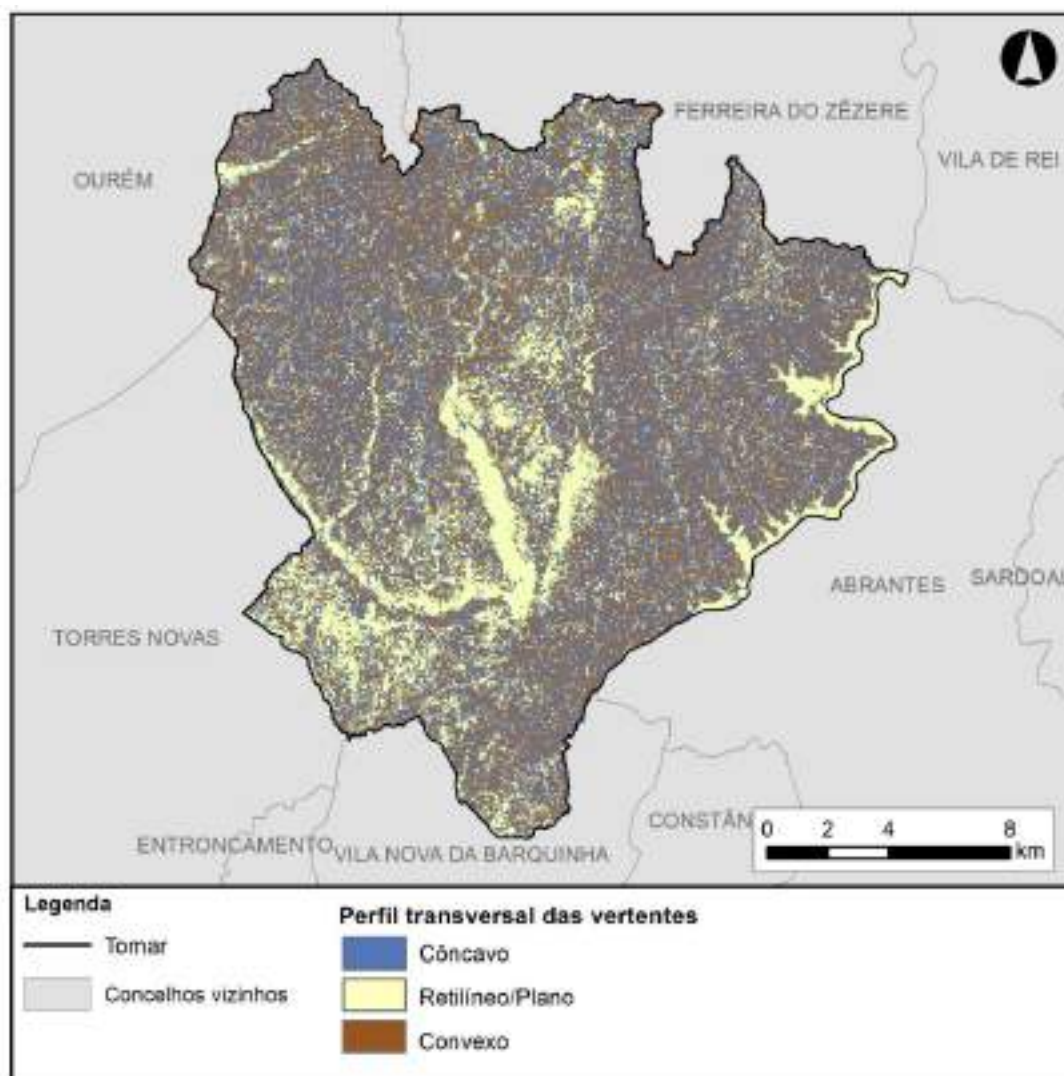 FERREIRA DO ZÊZERE
VILA DE REI
OURÉM
ABRANTES
SARDOAL
TORRES NOVAS
CONSTÂN
ENTRONCAMENTO
VILA NOVA DA BARQUINHA
0 2 4 8
km
Legenda
Tomar
Concelhos vizinhos
Perfil transversal das vertentes
Côncavo
Retilíneo/Plano
Convexo